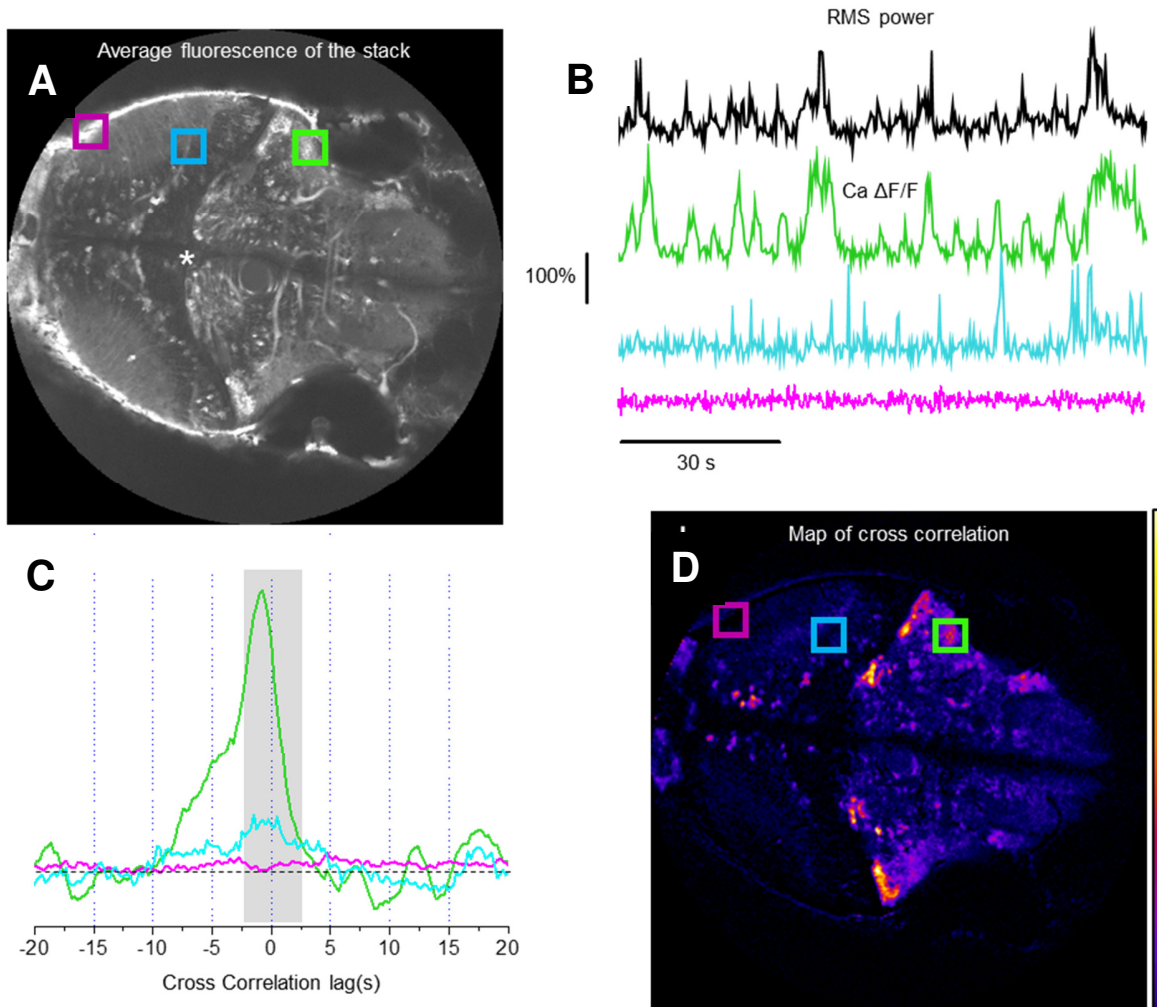 Average fluorescence of the stack
A
*
RMS power
B
Ca ΔF/F
100%
30 s
C
-20 -15 -10 -5 0 5 10 15 20
Cross Correlation lag(s)
Map of cross correlation
D